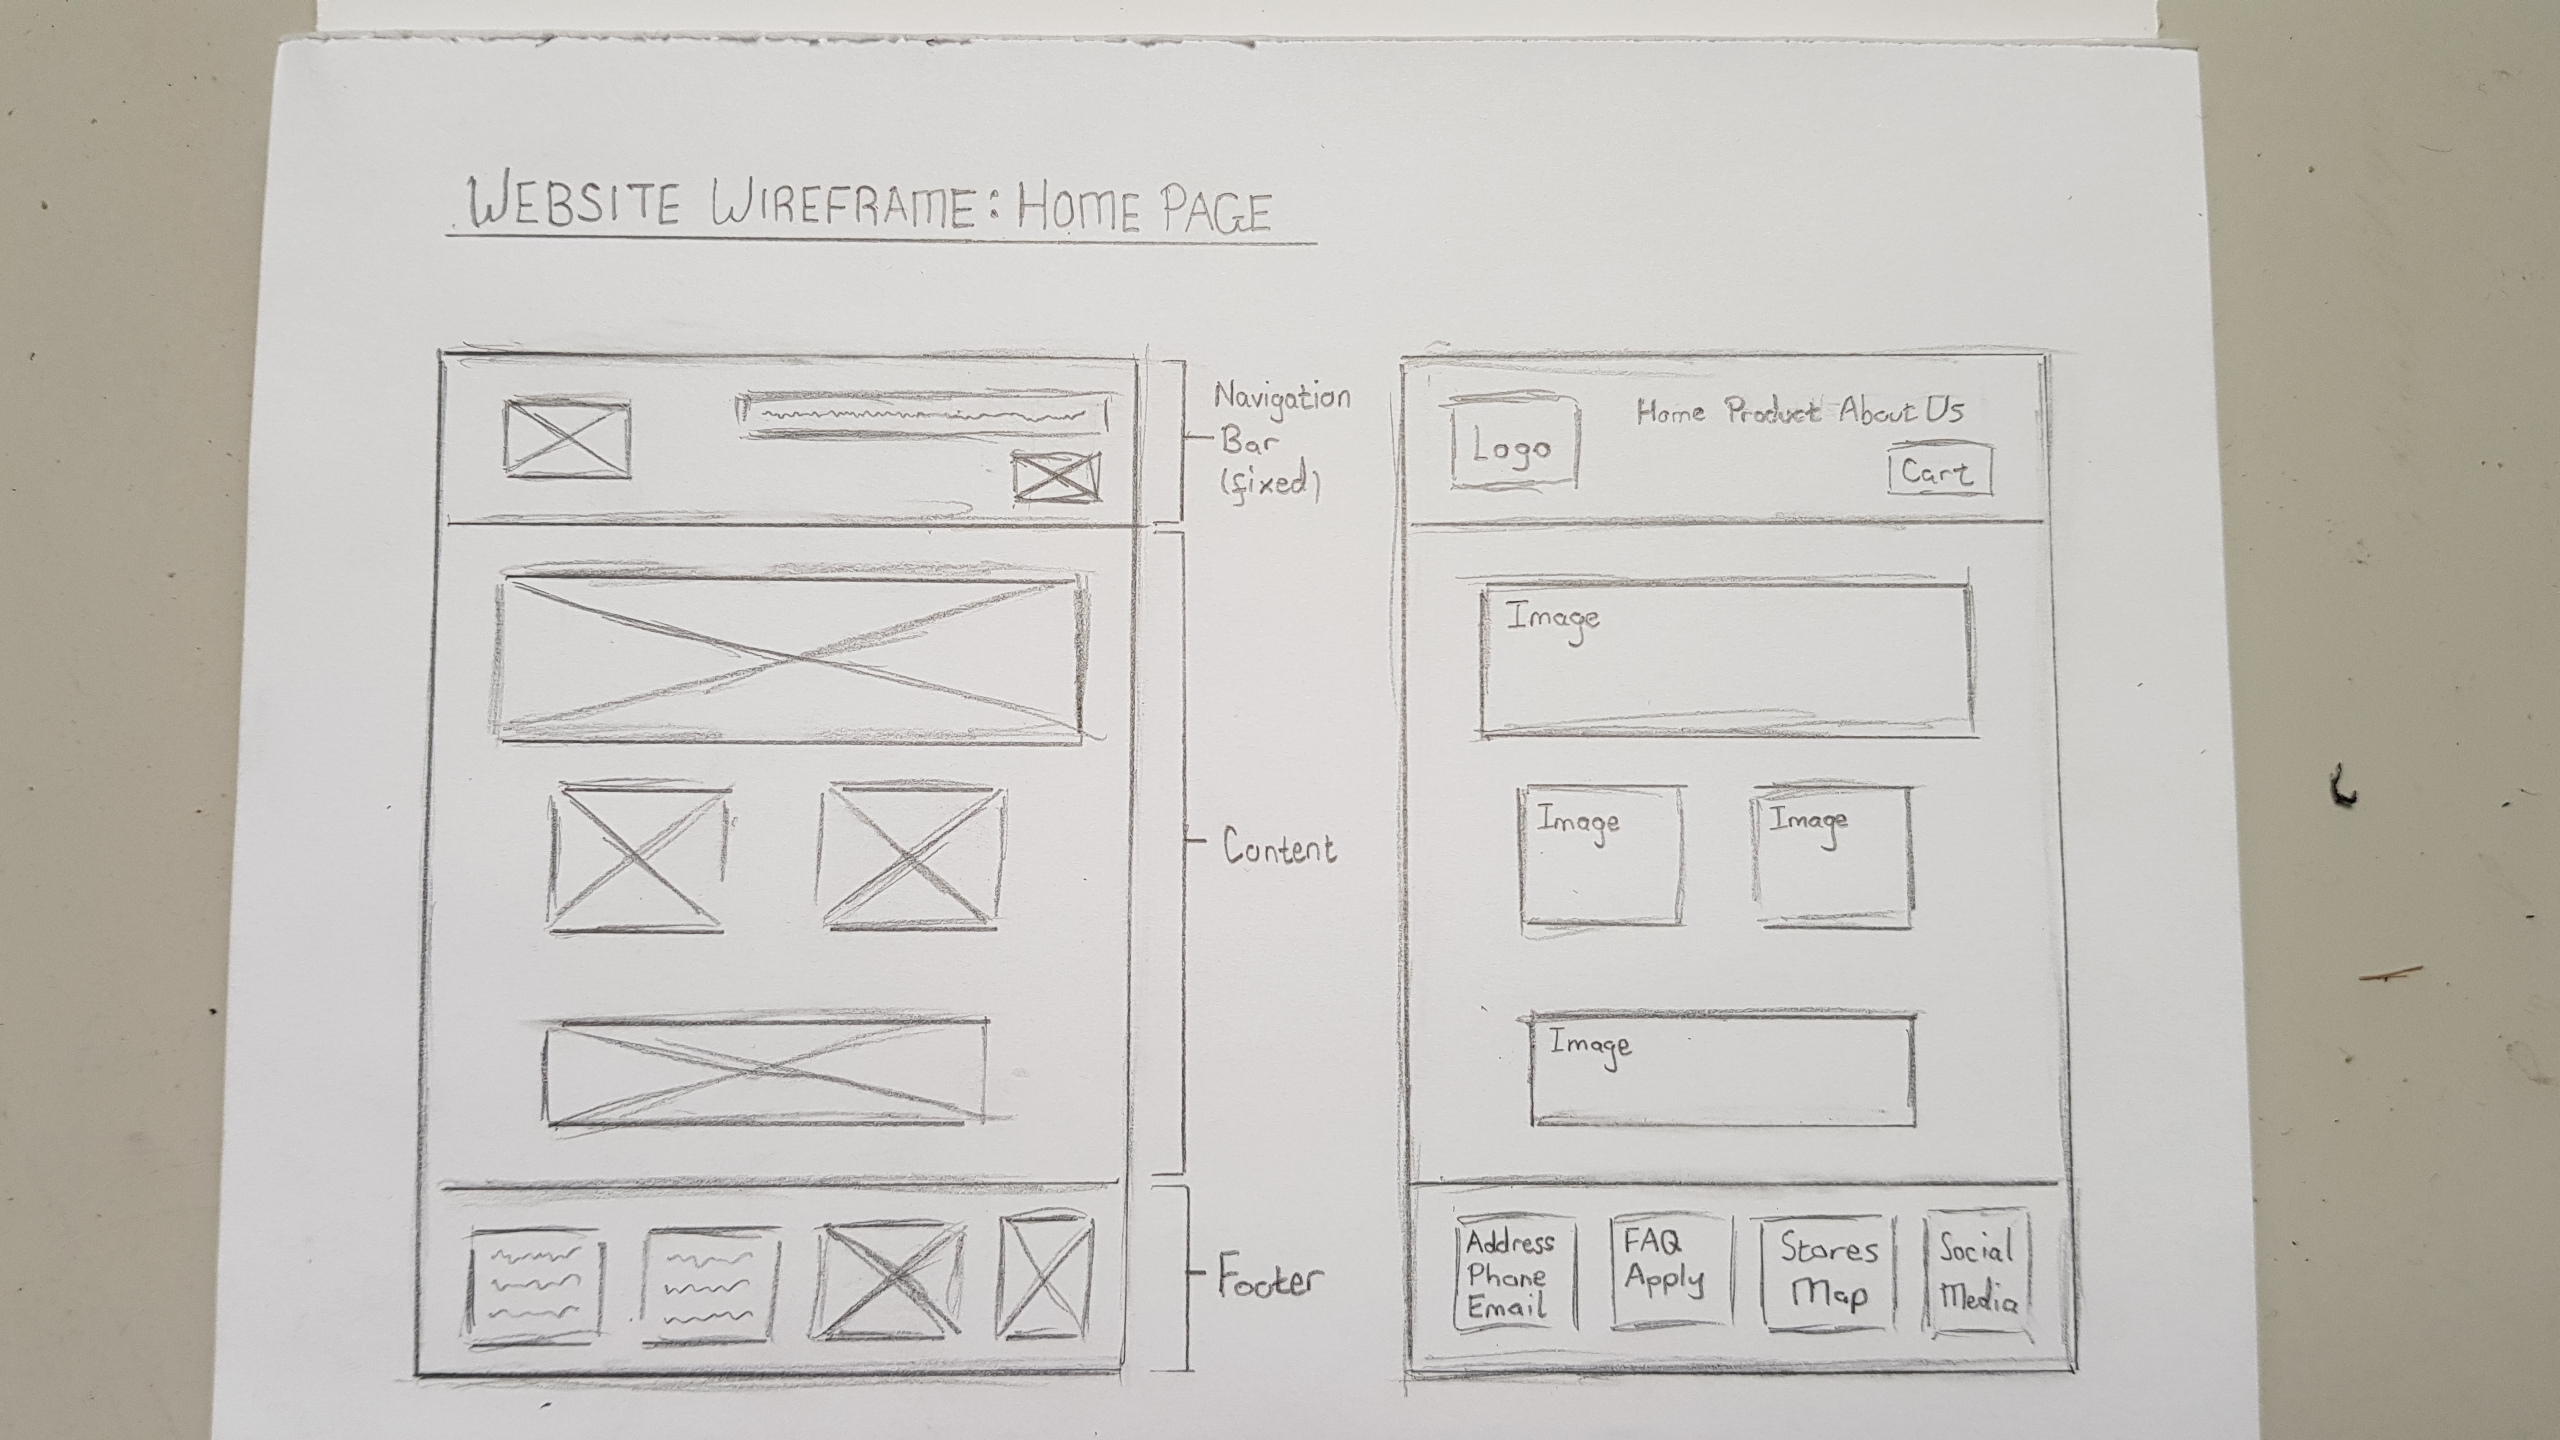 WEBSITE WIREFRAME: HOME PAGE
Navigation
Bar
(fixed)
Content
Footer
Logo
Home Product About Us
Cart
Image
Image
Image
Image
Address
Phone
Email
FAQ
Apply
Stores
Map
Social
Media